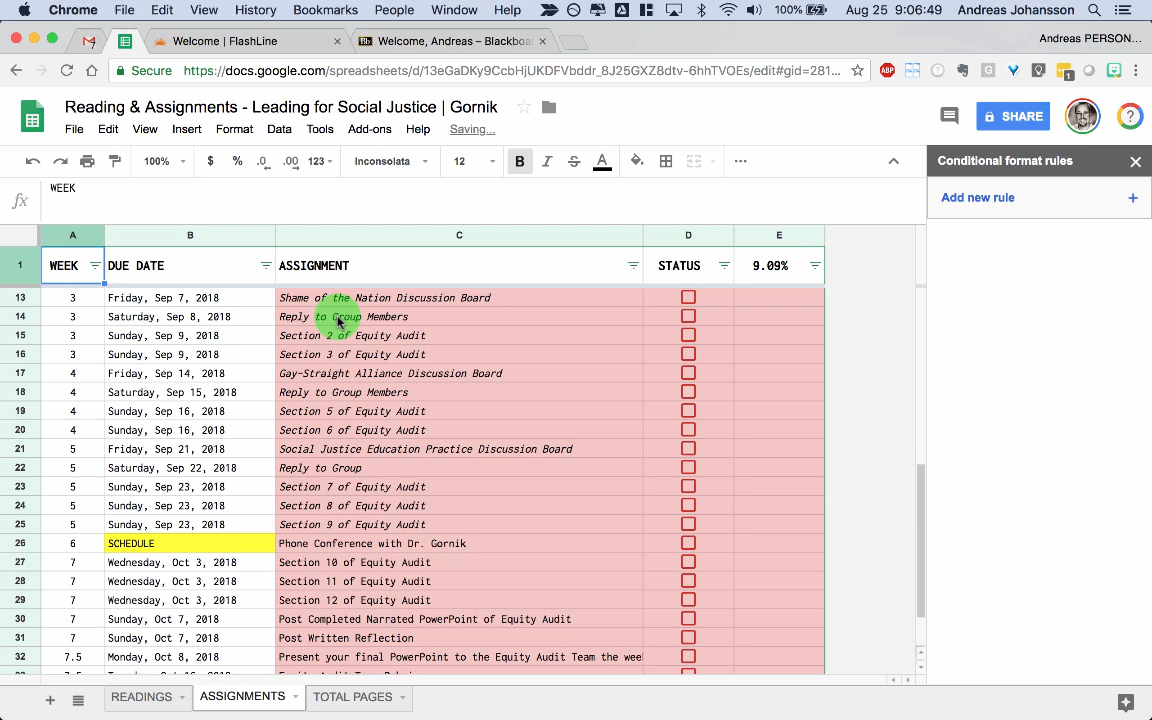 Chrome File Edit View History Bookmarks People Window Help 100% Aug 25 9:06:49 Andreas Johansson
Welcome | FlashLine Welcome, Andreas – Blackboa Andreas PERSON...
Secure https://docs.google.com/spreadsheets/d/13eGaDKy9CcbHjUKDFVbddr_8J25GXZ8dtv-6hhTVOEs/edit#gid=281... ABP 1
Reading & Assignments - Leading for Social Justice | Gornik
File Edit View Insert Format Data Tools Add-ons Help Saving...
SHARE
100% $ % .0 .00 123 Inconsolata 12 B I S A
Conditional format rules
fx WEEK
Add new rule +
A B C D E
1 WEEK DUE DATE ASSIGNMENT STATUS 9.09%
13 3 Friday, Sep 7, 2018 Shame of the Nation Discussion Board
14 3 Saturday, Sep 8, 2018 Reply to Group Members
15 3 Sunday, Sep 9, 2018 Section 2 of Equity Audit
16 3 Sunday, Sep 9, 2018 Section 3 of Equity Audit
17 4 Friday, Sep 14, 2018 Gay-Straight Alliance Discussion Board
18 4 Saturday, Sep 15, 2018 Reply to Group Members
19 4 Sunday, Sep 16, 2018 Section 5 of Equity Audit
20 4 Sunday, Sep 16, 2018 Section 6 of Equity Audit
21 5 Friday, Sep 21, 2018 Social Justice Education Practice Discussion Board
22 5 Saturday, Sep 22, 2018 Reply to Group
23 5 Sunday, Sep 23, 2018 Section 7 of Equity Audit
24 5 Sunday, Sep 23, 2018 Section 8 of Equity Audit
25 5 Sunday, Sep 23, 2018 Section 9 of Equity Audit
26 6 SCHEDULE Phone Conference with Dr. Gornik
27 7 Wednesday, Oct 3, 2018 Section 10 of Equity Audit
28 7 Wednesday, Oct 3, 2018 Section 11 of Equity Audit
29 7 Wednesday, Oct 3, 2018 Section 12 of Equity Audit
30 7 Sunday, Oct 7, 2018 Post Completed Narrated PowerPoint of Equity Audit
31 7 Sunday, Oct 7, 2018 Post Written Reflection
32 7.5 Monday, Oct 8, 2018 Present your final PowerPoint to the Equity Audit Team the wee
READINGS ASSIGNMENTS TOTAL PAGES